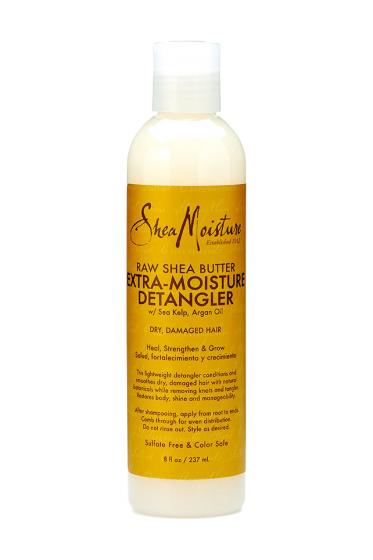 SheaMoisture
Established 1912
RAW SHEA BUTTER
EXTRA-MOISTURE
DETANGLER
w/ Sea Kelp, Argan Oil
DRY, DAMAGED HAIR
Heal, Strengthen & Grow
Salud, fortalecimiento y crecimiento
This lightweight detangler conditions and
smoothes dry, damaged hair with natural
botanicals while removing knots and tangles.
Restores body, shine and manageability.
After shampooing, apply from root to ends.
Comb through for even distribution.
Do not rinse out. Style as desired.
Sulfate Free & Color Safe
8 fl oz / 237 mL